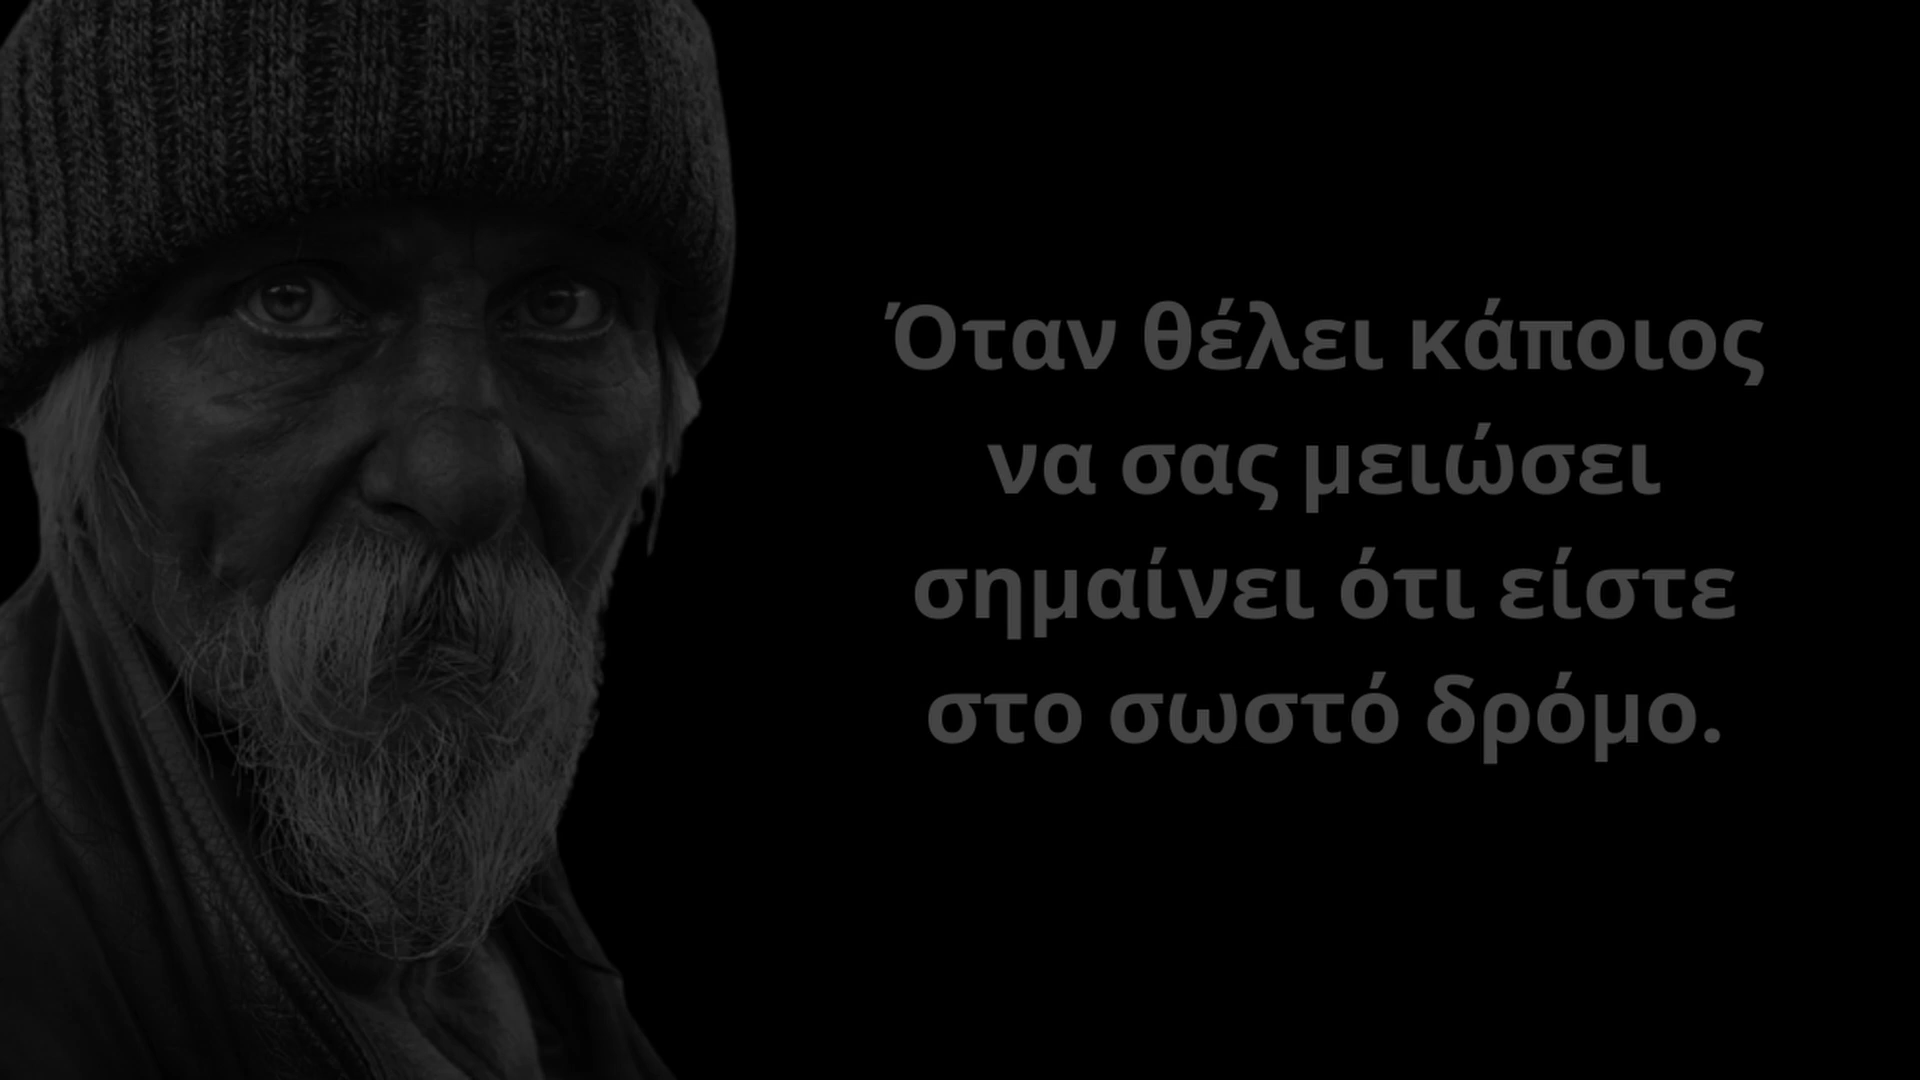 Όταν θέλει κάποιος
να σας μειώσει
σημαίνει ότι είστε
στο σωστό δρόμο.